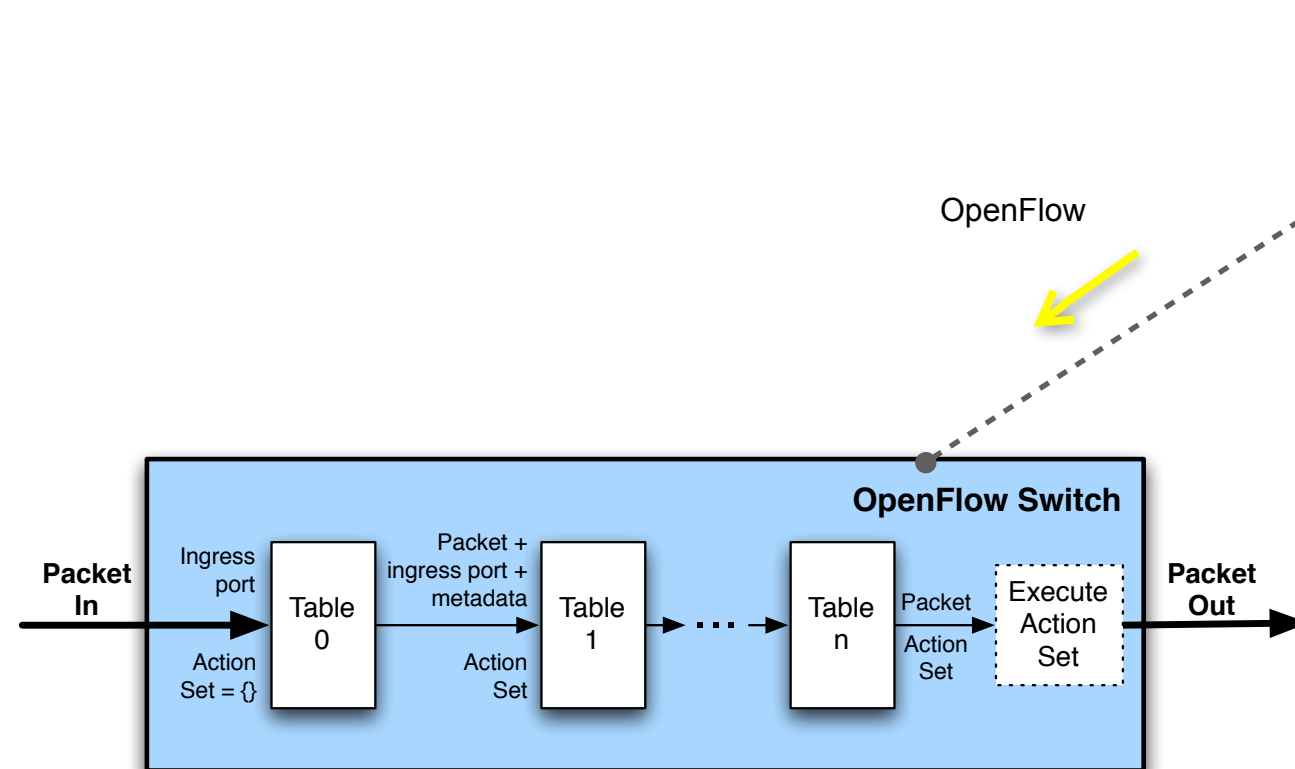 OpenFlow
OpenFlow Switch
Packet
In
Ingress
port
Action
Set = {}
Table
0
Packet +
ingress port +
metadata
Action
Set
Table
1
...
Table
n
Packet
Action
Set
Execute
Action
Set
Packet
Out